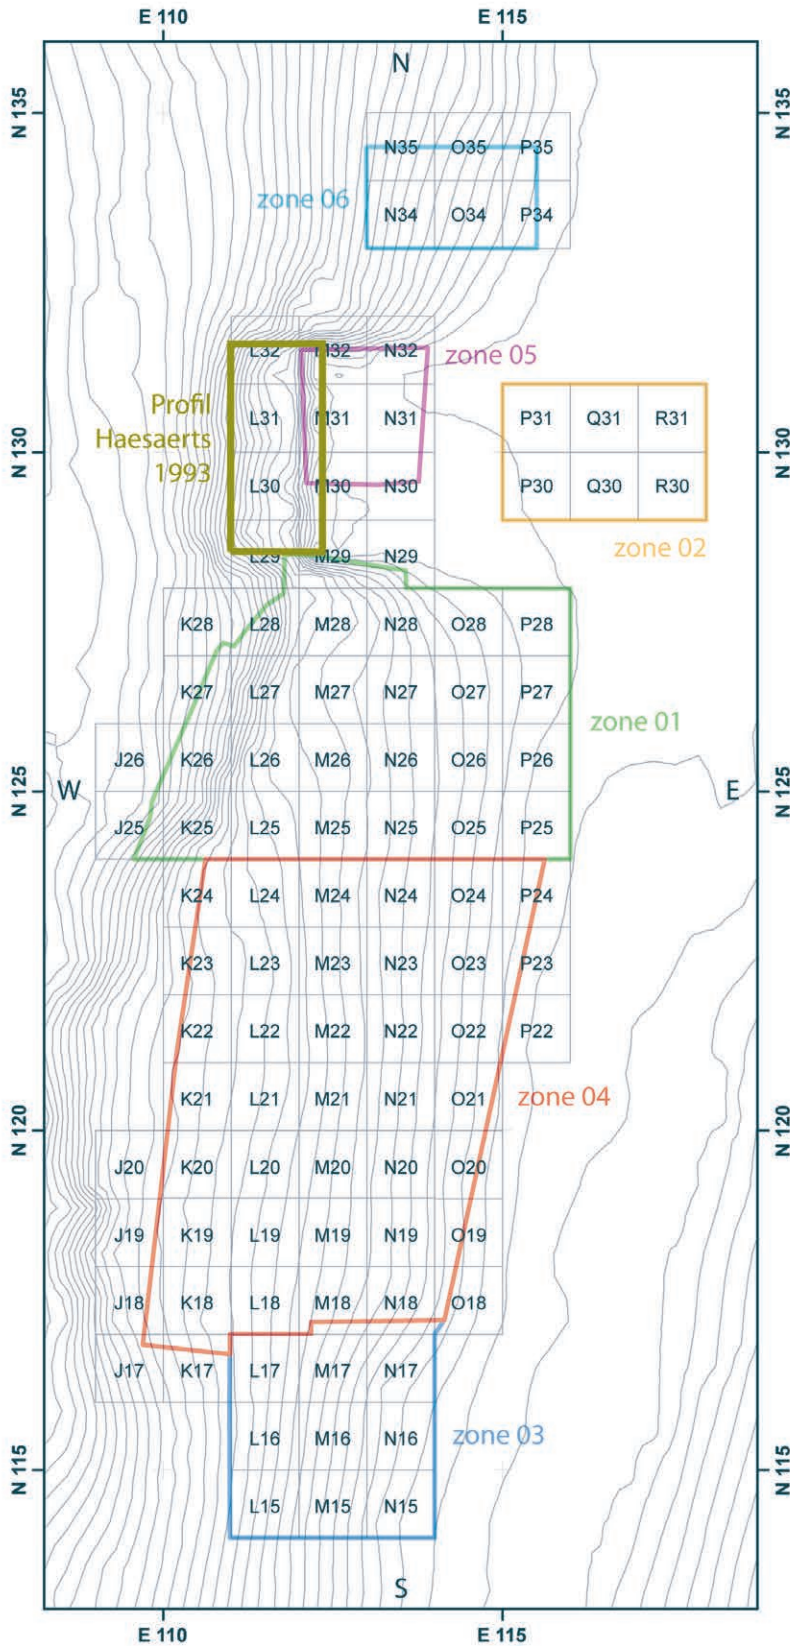 E 110 E 115
N
N 135 N 135
N35 O35 P35
zone 06
N34 O34 P34
L32 M32 N32
zone 05
Profil
Haesaerts
1993
L31 M31 N31
P31 Q31 R31
N 130 N 130
L30 M30 N30
P30 Q30 R30
zone 02
L29 M29 N29
K28 L28 M28 N28 O28 P28
K27 L27 M27 N27 O27 P27
zone 01
J26 K26 L26 M26 N26 O26 P26
W E
N 125 N 125
J25 K25 L25 M25 N25 O25 P25
K24 L24 M24 N24 O24 P24
K23 L23 M23 N23 O23 P23
K22 L22 M22 N22 O22 P22
K21 L21 M21 N21 O21
zone 04
N 120 N 120
J20 K20 L20 M20 N20 O20
J19 K19 L19 M19 N19 O19
J18 K18 L18 M18 N18 O18
J17 K17 L17 M17 N17
L16 M16 N16
zone 03
N 115 N 115
L15 M15 N15
S
E 110 E 115